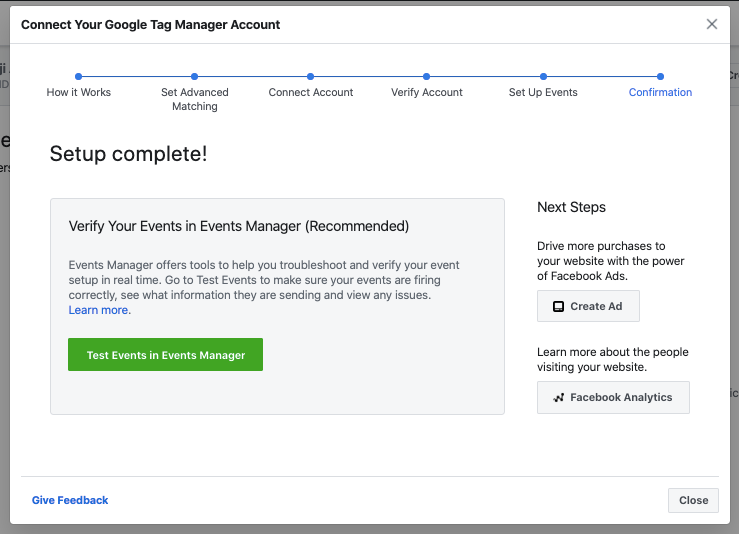 Connect Your Google Tag Manager Account
How it Works
Set Advanced
Matching
Connect Account
Verify Account
Set Up Events
Confirmation
Setup complete!
Verify Your Events in Events Manager (Recommended)
Events Manager offers tools to help you troubleshoot and verify your event
setup in real time. Go to Test Events to make sure your events are firing
correctly, see what information they are sending and view any issues.
Learn more.
Test Events in Events Manager
Next Steps
Drive more purchases to
your website with the power
of Facebook Ads.
Create Ad
Learn more about the people
visiting your website.
Facebook Analytics
Give Feedback
Close